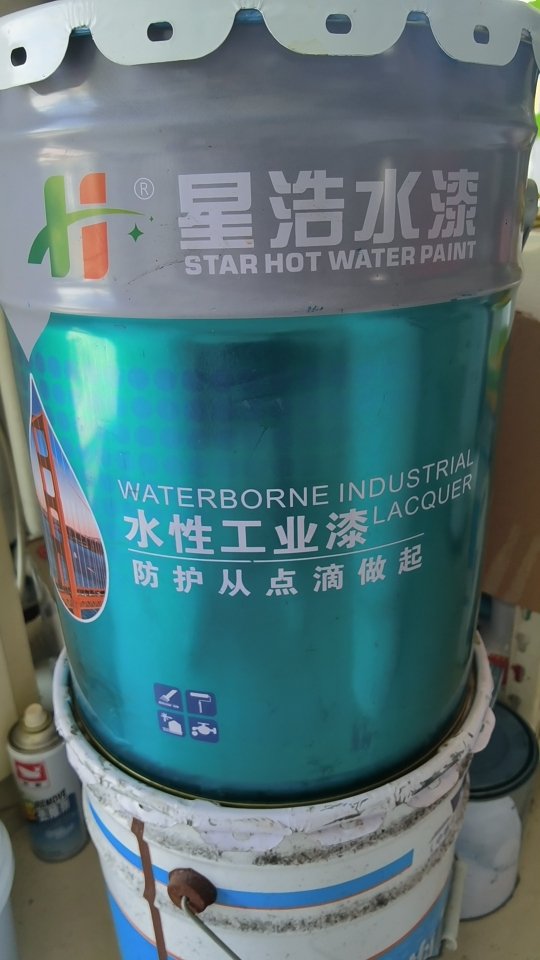 ®
星浩水漆
STAR HOT WATER PAINT
WATERBORNE INDUSTRIAL
LACQUER
水性工业漆
防护从点滴做起